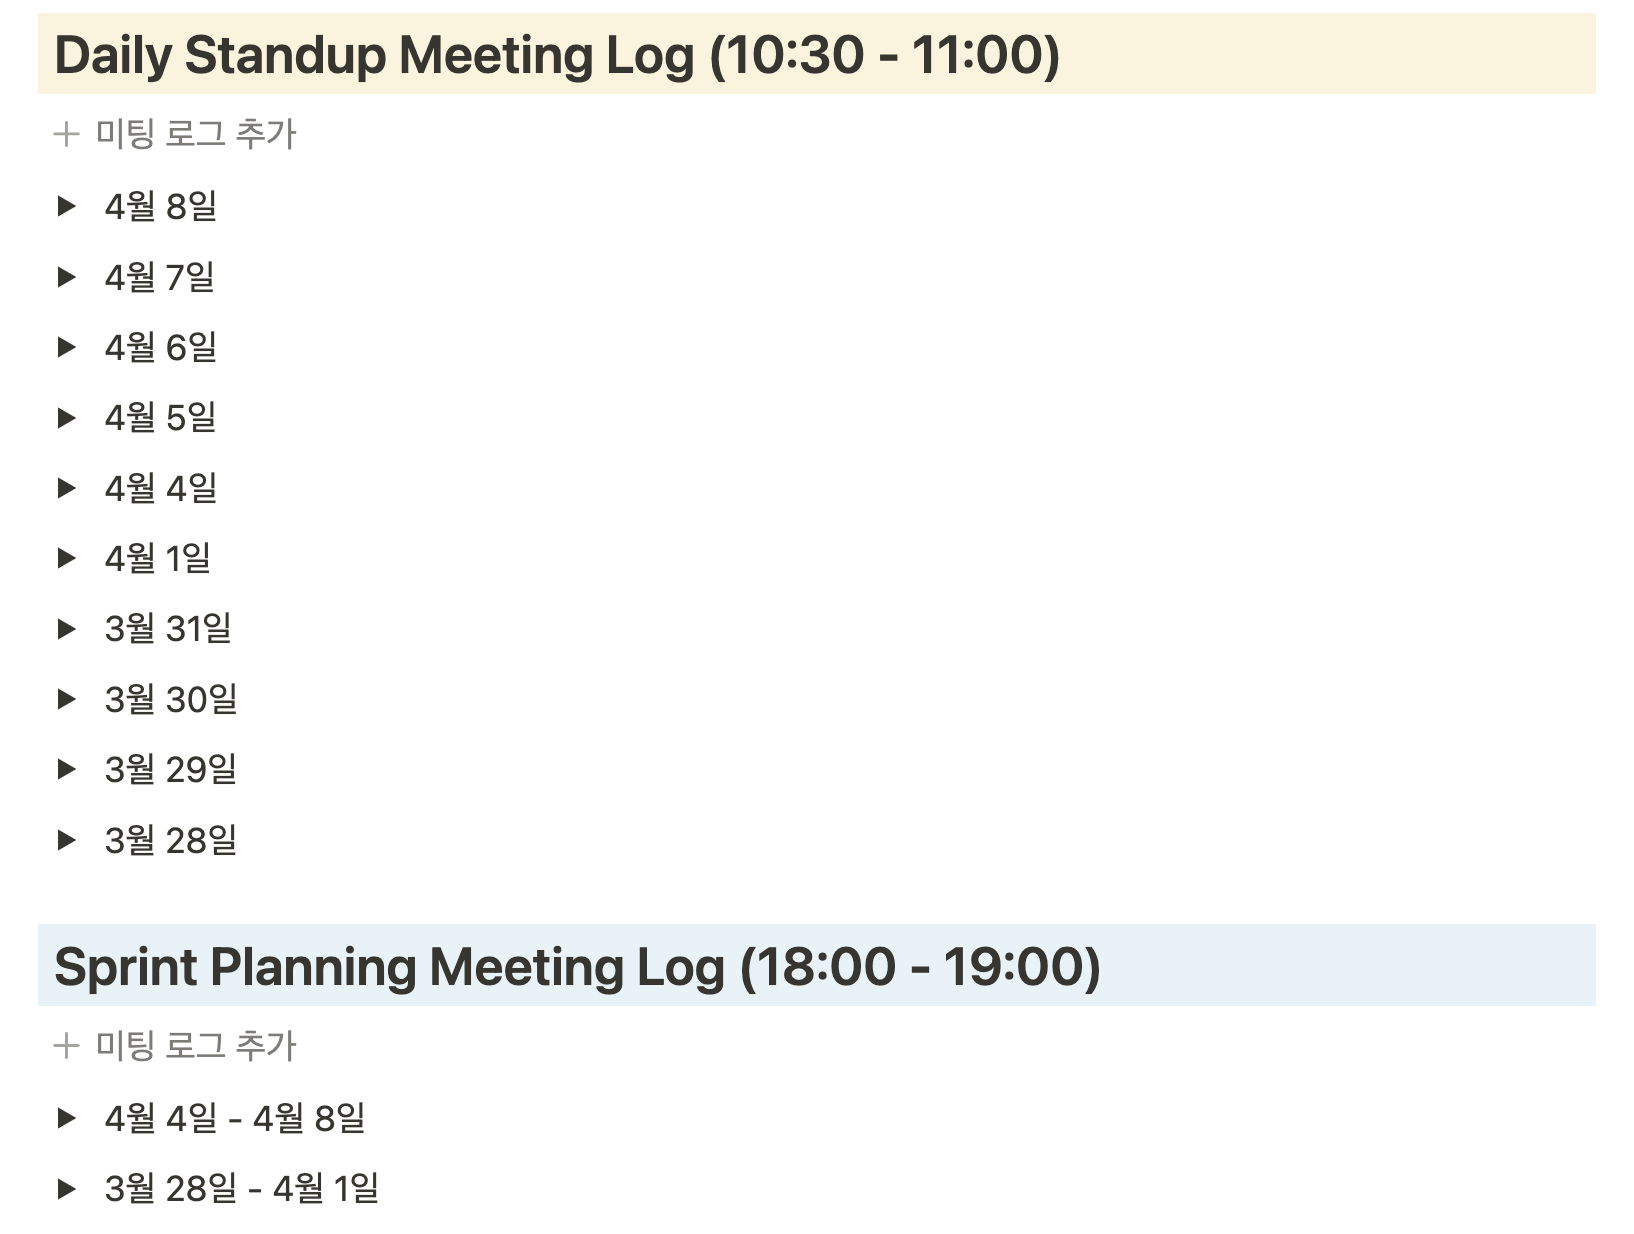 Daily Standup Meeting Log (10:30 - 11:00)
미팅 로그 추가
4월 8일
4월 7일
4월 6일
4월 5일
4월 4일
4월 1일
3월 31일
3월 30일
3월 29일
3월 28일
Sprint Planning Meeting Log (18:00 - 19:00)
미팅 로그 추가
4월 4일 - 4월 8일
3월 28일 - 4월 1일